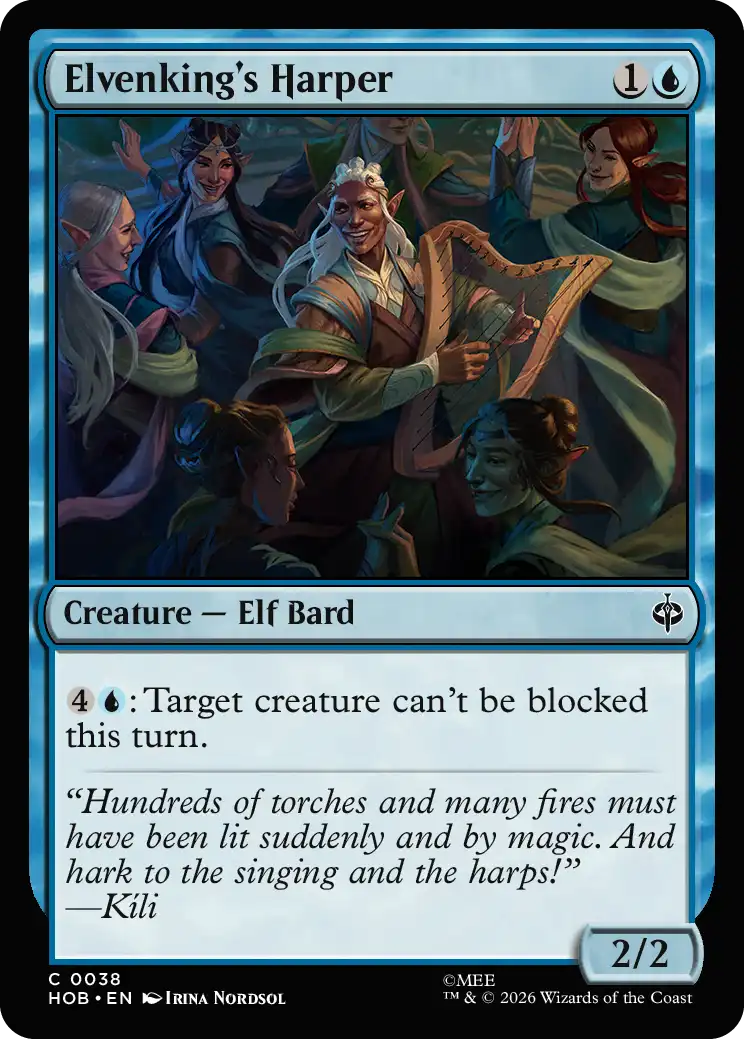 Elvenking's Harper 1
Creature — Elf Bard
4: Target creature can't be blocked
this turn.
“Hundreds of torches and many fires must
have been lit suddenly and by magic. And
hark to the singing and the harps!”
—Kíli
2/2
C 0038
HOB • EN Irina Nordsol
©MEE
™ & © 2026 Wizards of the Coast